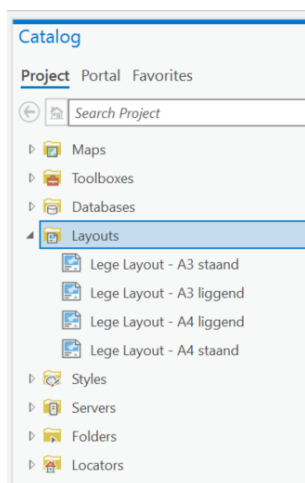 Catalog
Project Portal Favorites
Search Project
Maps
Toolboxes
Databases
Layouts
Lege Layout - A3 staand
Lege Layout - A3 liggend
Lege Layout - A4 liggend
Lege Layout - A4 staand
Styles
Servers
Folders
Locators